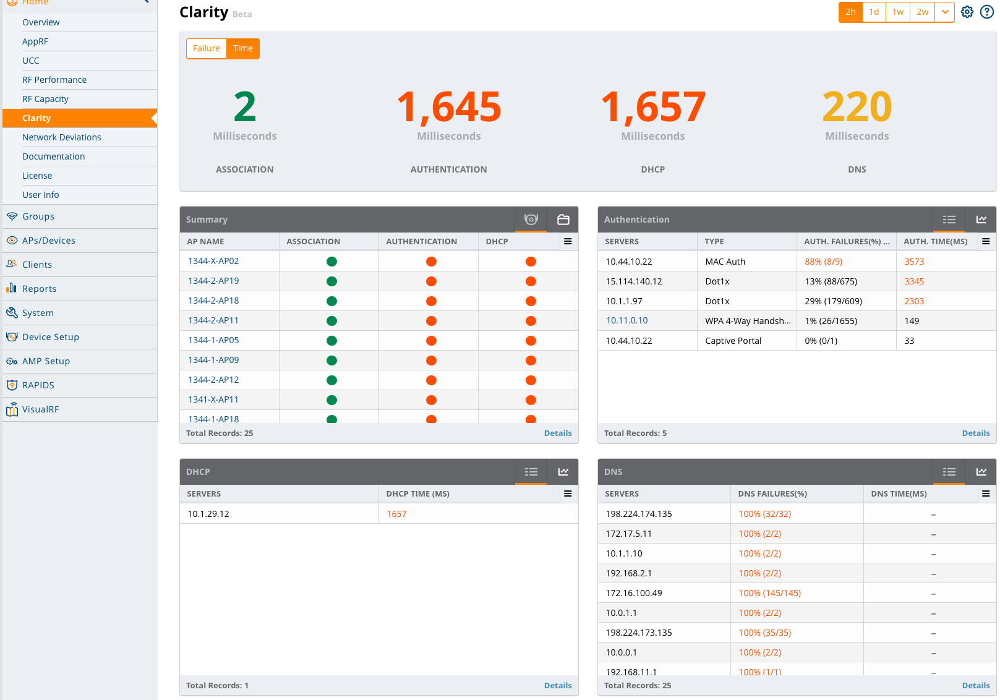 Home
Overview
AppRF
UCC
RF Performance
RF Capacity
Clarity
Network Deviations
Documentation
License
User Info
Groups
APs/Devices
Clients
Reports
System
Device Setup
AMP Setup
RAPIDS
VisualRF
Clarity Beta
2h 1d 1w 2w
Failure Time
2 1,645 1,657 220
Milliseconds Milliseconds Milliseconds Milliseconds
ASSOCIATION AUTHENTICATION DHCP DNS
Summary
AP NAME ASSOCIATION AUTHENTICATION DHCP
1344-X-AP02
1344-2-AP19
1344-2-AP18
1344-2-AP11
1344-1-AP05
1344-1-AP09
1344-2-AP12
1341-X-AP11
1344-1-AP18
Total Records: 25 Details
Authentication
SERVERS TYPE AUTH. FAILURES(%) ... AUTH. TIME(MS)
10.44.10.22 MAC Auth 88% (8/9) 3573
15.114.140.12 Dot1x 13% (88/675) 3345
10.1.1.97 Dot1x 29% (179/609) 2303
10.11.0.10 WPA 4-Way Handsh... 1% (26/1655) 149
10.44.10.22 Captive Portal 0% (0/1) 33
Total Records: 5 Details
DHCP
SERVERS DHCP TIME (MS)
10.1.29.12 1657
Total Records: 1 Details
DNS
SERVERS DNS FAILURES(%) DNS TIME(MS)
198.224.174.135 100% (32/32) –
172.17.5.11 100% (2/2) –
10.1.1.10 100% (2/2) –
192.168.2.1 100% (2/2) –
172.16.100.49 100% (145/145) –
10.0.1.1 100% (2/2) –
198.224.173.135 100% (35/35) –
10.0.0.1 100% (2/2) –
192.168.11.1 100% (1/1) –
Total Records: 25 Details